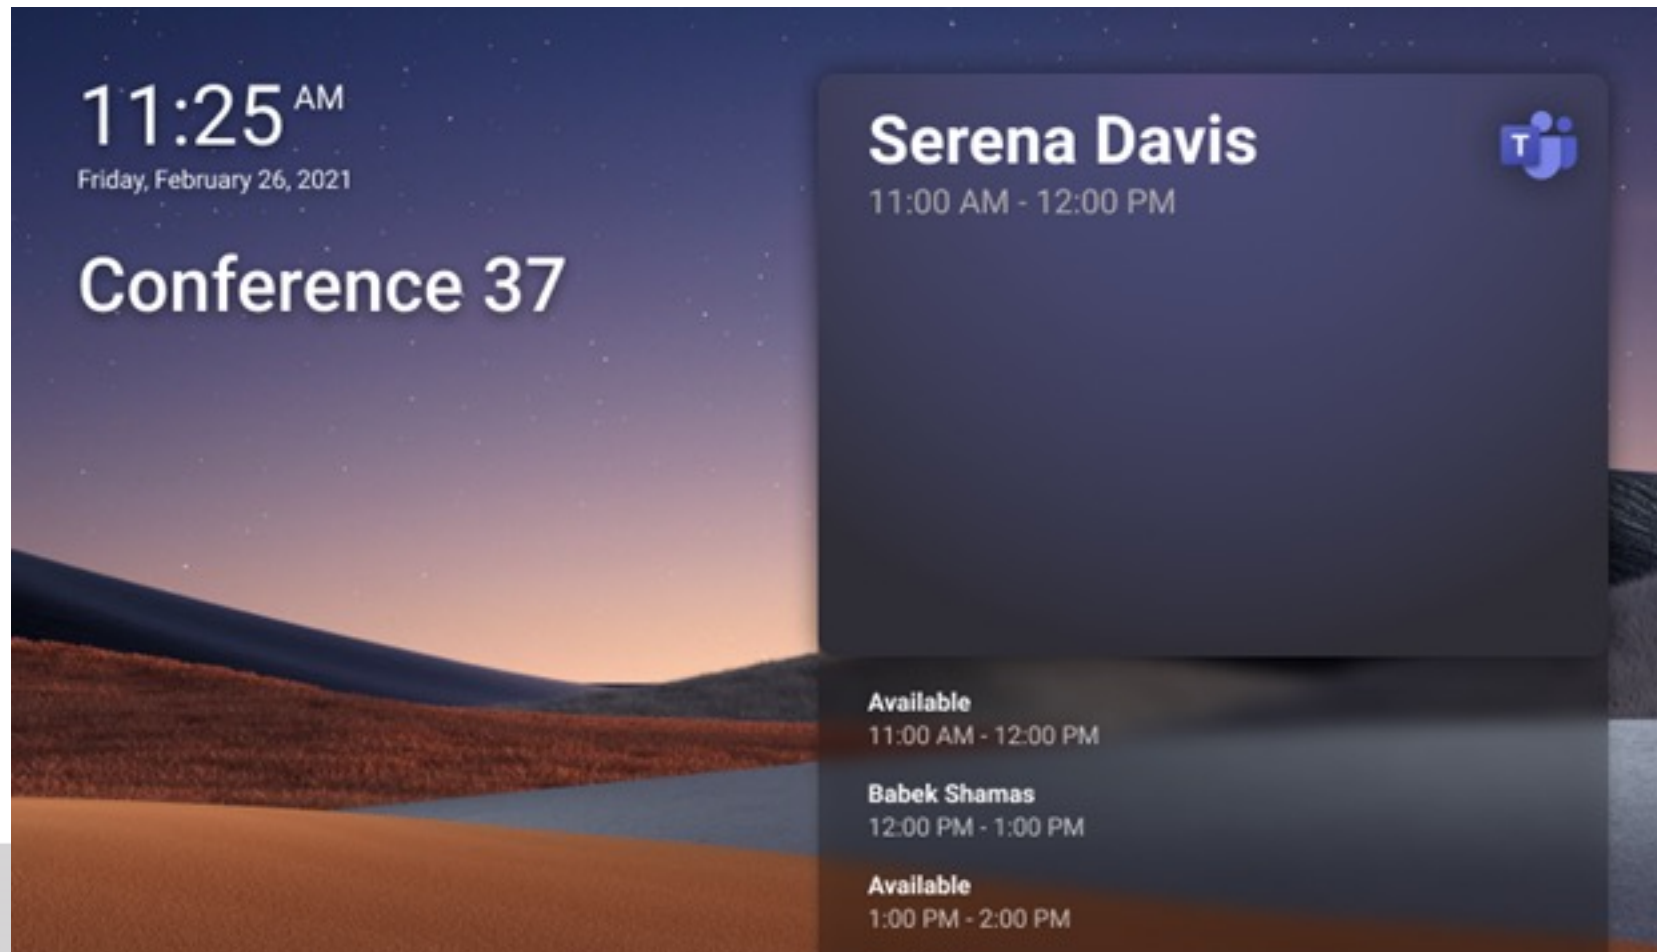 11:25 AM
Friday, February 26, 2021
Conference 37
Serena Davis
11:00 AM - 12:00 PM
T
Available
11:00 AM - 12:00 PM
Babek Shamas
12:00 PM - 1:00 PM
Available
1:00 PM - 2:00 PM